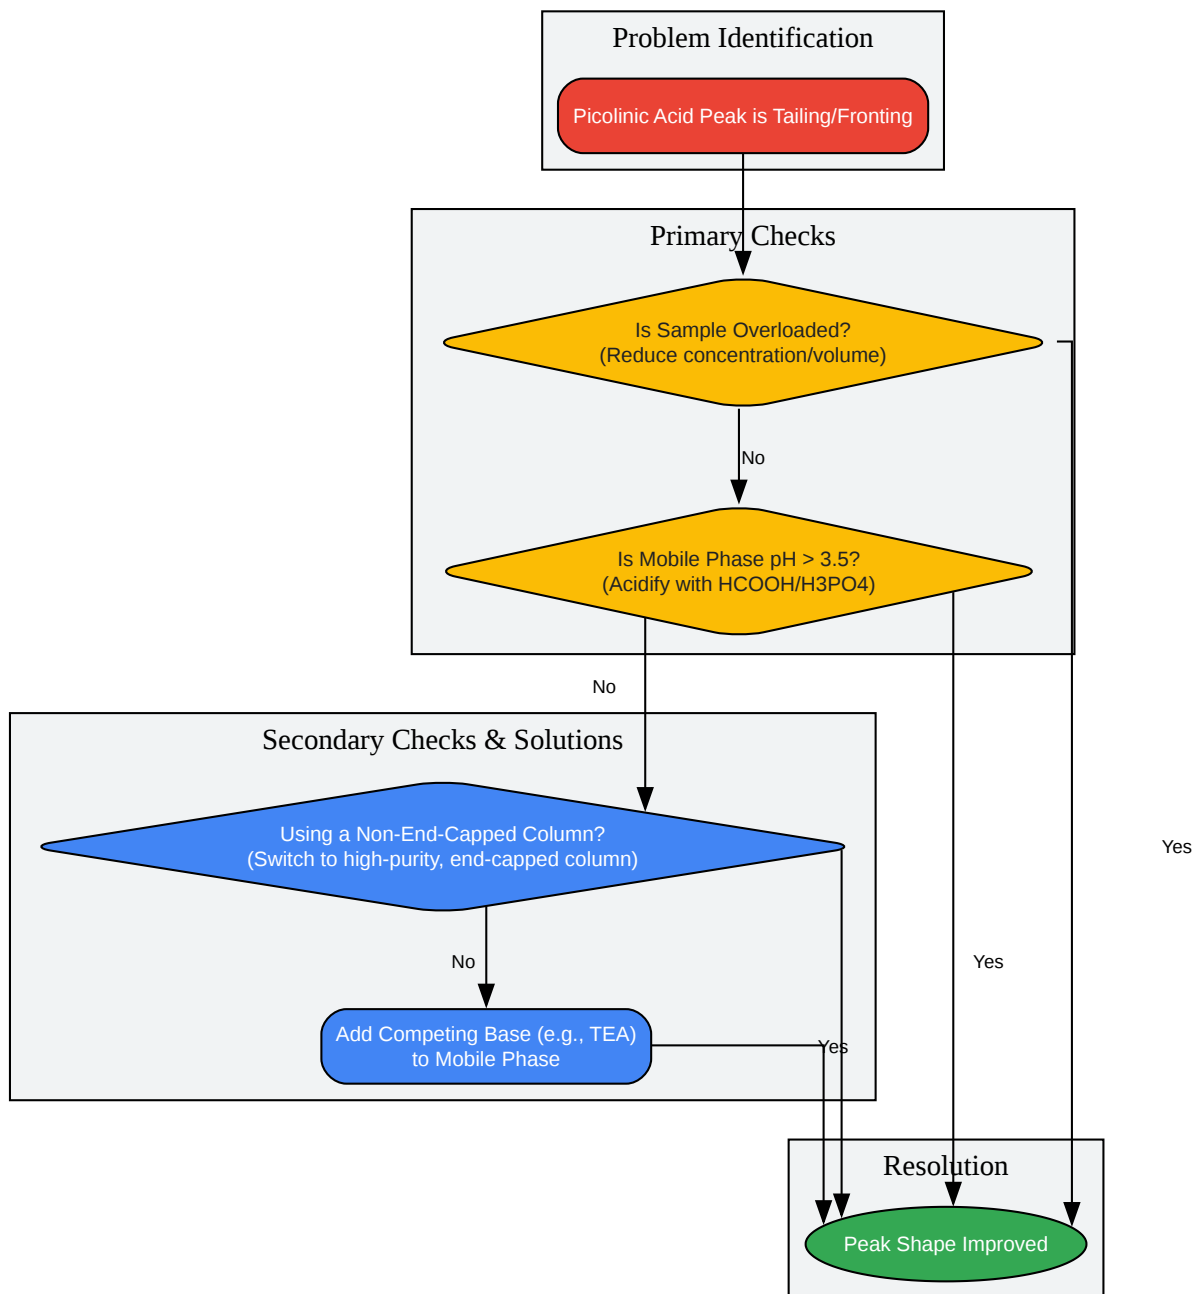 Problem Identification
Picolinic Acid Peak is Tailing/Fronting
Primary Checks
Is Sample Overloaded?
(Reduce concentration/volume)
No
Is Mobile Phase pH > 3.5?
(Acidify with HCOOH/H3PO4)
No
Secondary Checks & Solutions
Using a Non-End-Capped Column?
(Switch to high-purity, end-capped column)
Yes
No
Yes
Add Competing Base (e.g., TEA)
to Mobile Phase
Yes
Resolution
Peak Shape Improved